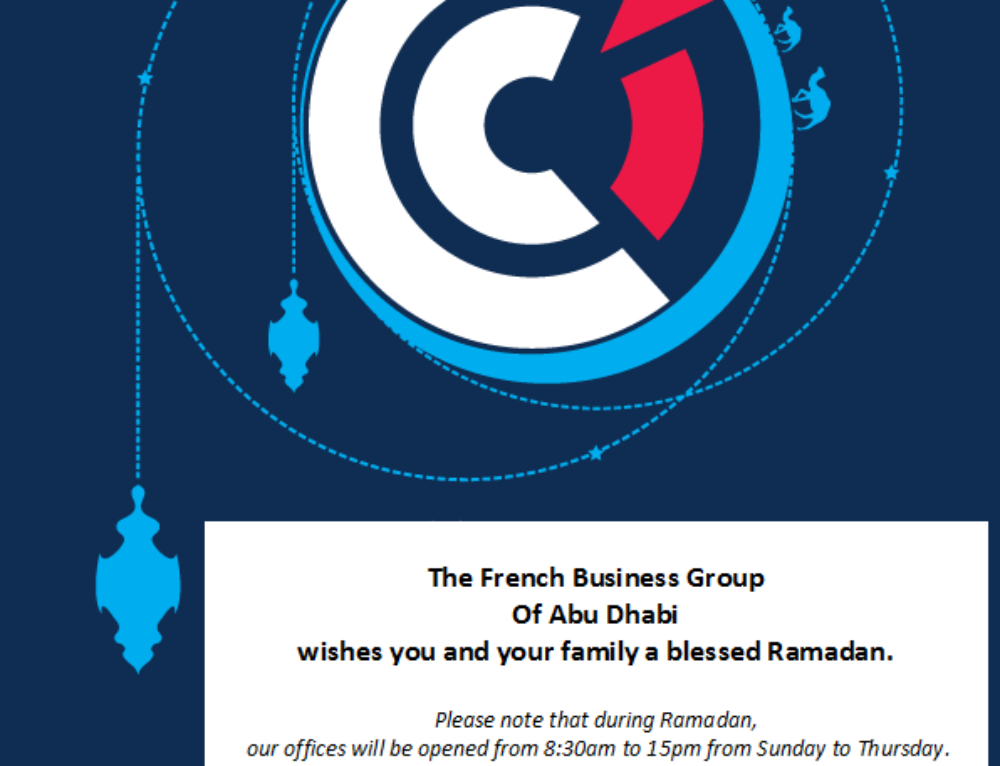 The French Business Group
Of Abu Dhabi
wishes you and your family a blessed Ramadan.
Please note that during Ramadan,
our offices will be opened from 8:30am to 15pm from Sunday to Thursday.